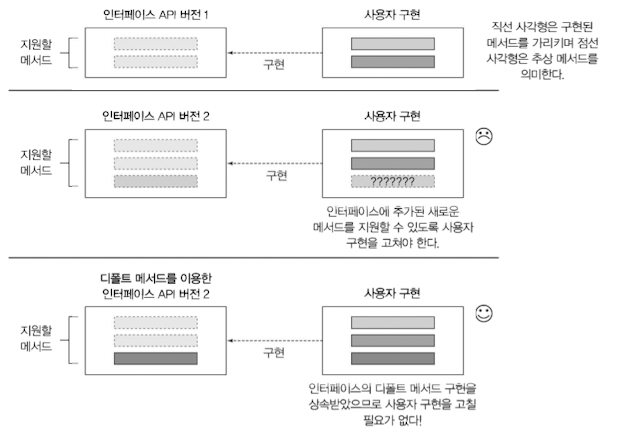 인터페이스 API 버전 1
사용자 구현
지원할
메서드
구현
직선 사각형은 구현된
메서드를 가리키며 점선
사각형은 추상 메서드를
의미한다.
인터페이스 API 버전 2
사용자 구현
지원할
메서드
구현
???????
인터페이스에 추가된 새로운
메서드를 지원할 수 있도록 사용자
구현을 고쳐야 한다.
디폴트 메서드를 이용한
인터페이스 API 버전 2
사용자 구현
지원할
메서드
구현
인터페이스의 디폴트 메서드 구현을
상속받았으므로 사용자 구현을 고칠
필요가 없다!